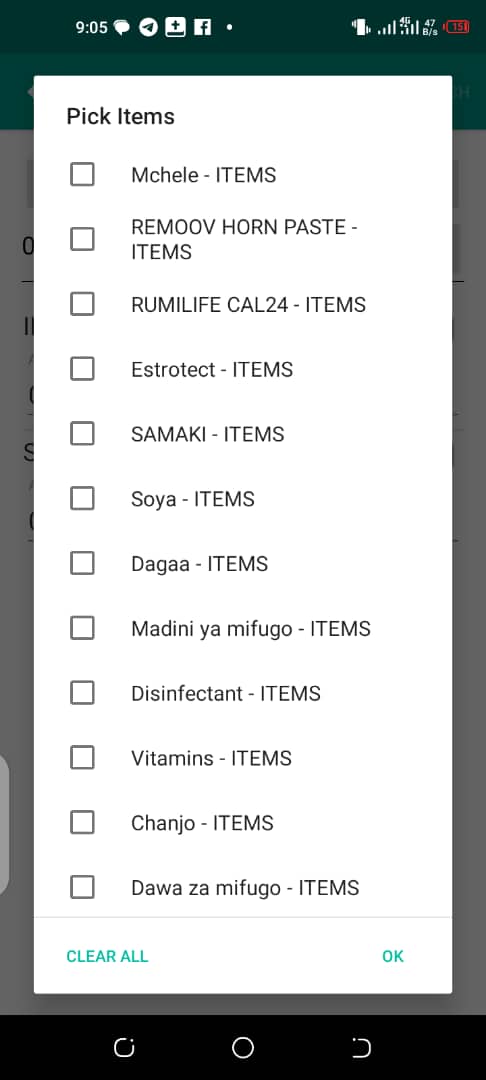 9:05
4G
47
B/s
15
Pick Items
Mchele - ITEMS
REMOOV HORN PASTE -
ITEMS
RUMILIFE CAL24 - ITEMS
Estrotect - ITEMS
SAMAKI - ITEMS
Soya - ITEMS
Dagaa - ITEMS
Madini ya mifugo - ITEMS
Disinfectant - ITEMS
Vitamins - ITEMS
Chanjo - ITEMS
Dawa za mifugo - ITEMS
CLEAR ALL
OK